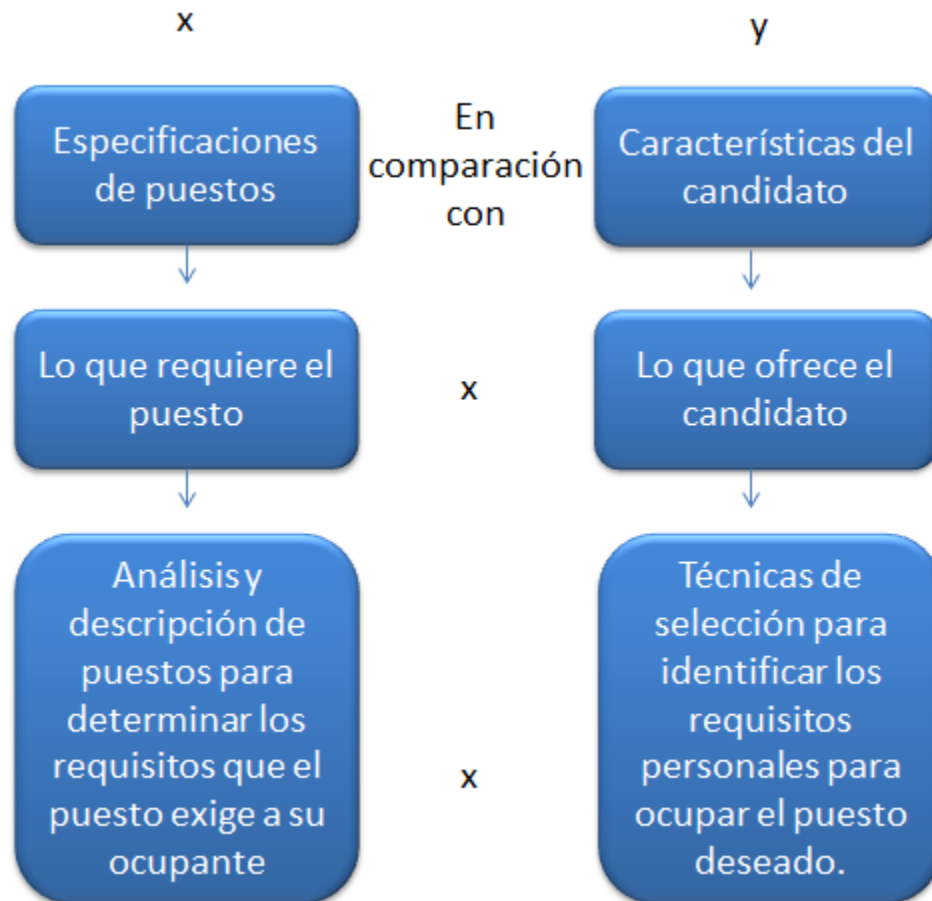 x
y
Especificaciones
de puestos
En
comparación
con
Características del
candidato
Lo que requiere el
puesto
x
Lo que ofrece el
candidato
Análisis y
descripción de
puestos para
determinar los
requisitos que el
puesto exige a su
ocupante
x
Técnicas de
selección para
identificar los
requisitos
personales para
ocupar el puesto
deseado.